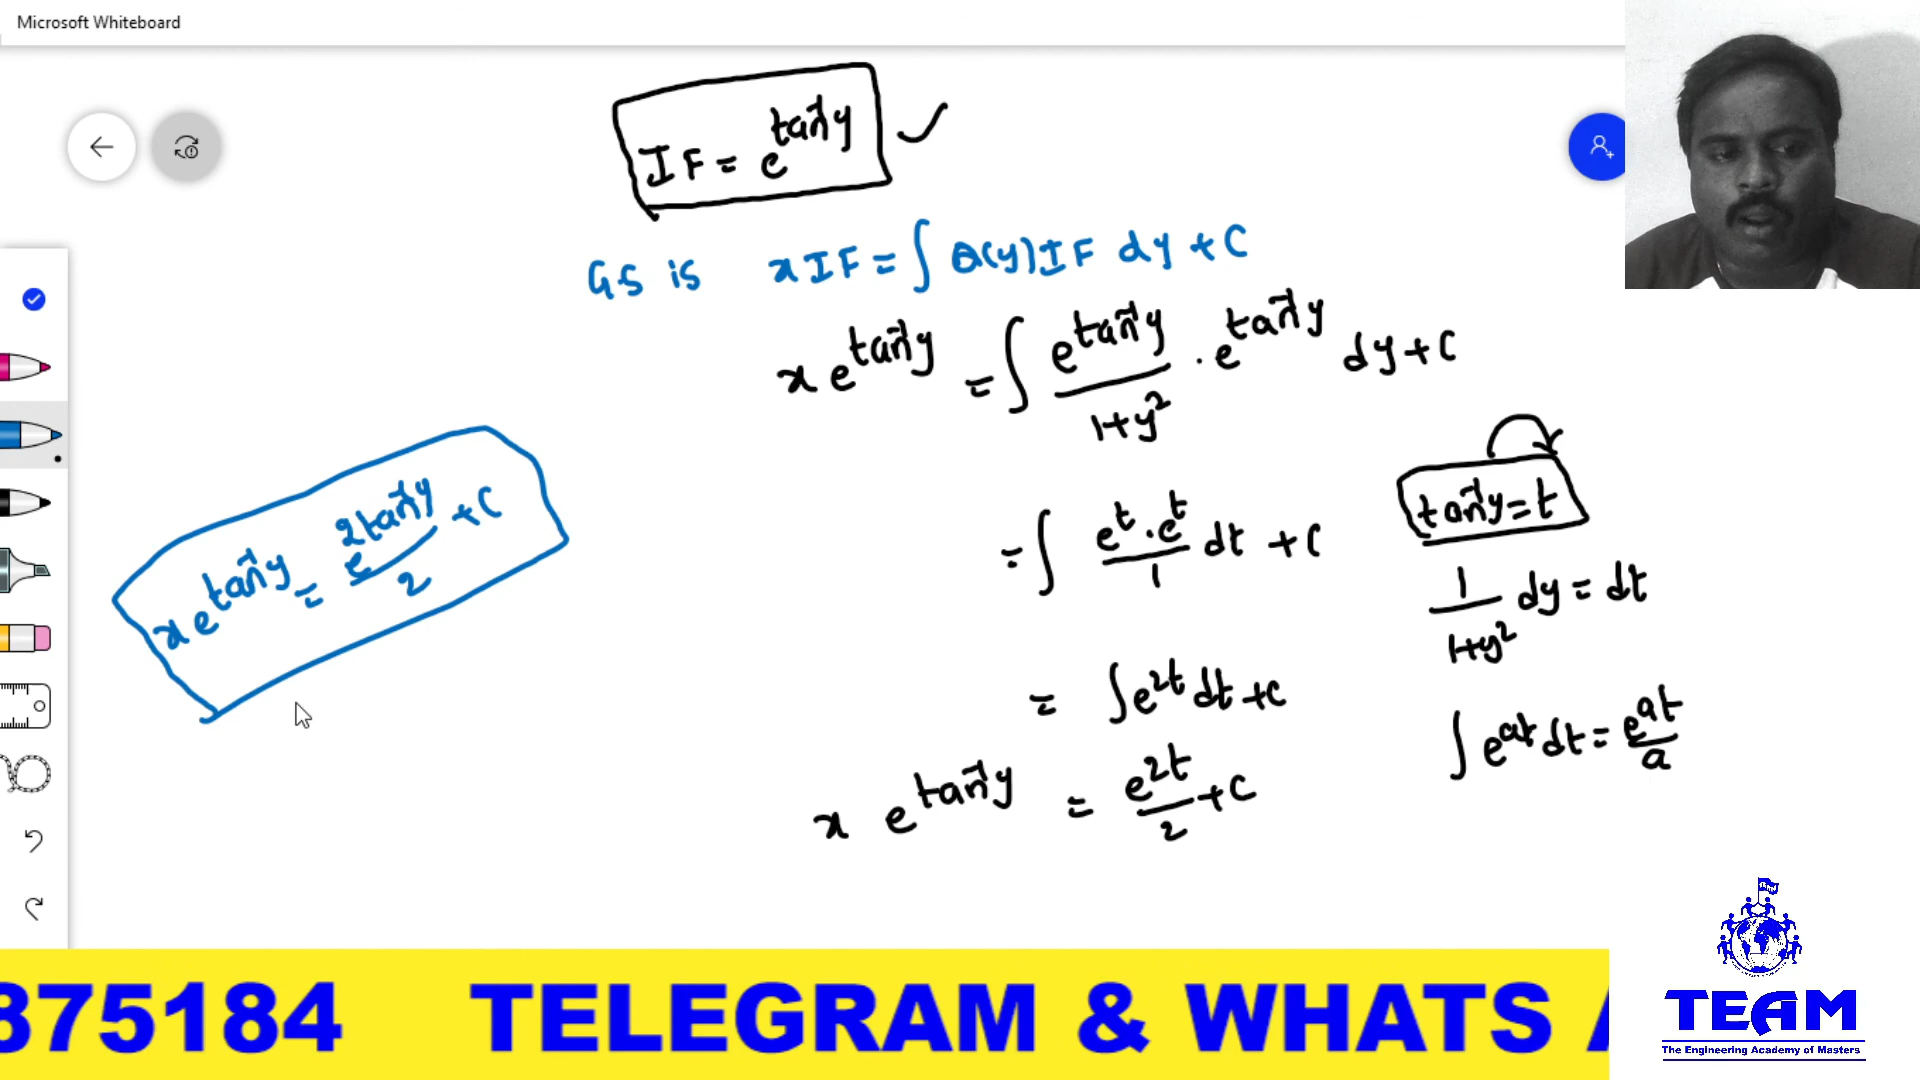 Microsoft Whiteboard
IF = e^{tan⁻¹y} ✓
GS is x IF = ∫ Q(y) IF dy + C
x e^{tan⁻¹y} = ∫ e^{tan⁻¹y}/(1+y²) · e^{tan⁻¹y} dy + C
tan⁻¹y = t
= ∫ (e^t · e^t)/1 dt + C
1/(1+y²) dy = dt
x e^{tan⁻¹y} = e^{2tan⁻¹y}/2 + C
= ∫ e^{2t} dt + C
∫ e^{at} dt = e^{at}/a
x e^{tan⁻¹y} = e^{2t}/2 + C
875184 TELEGRAM & WHATS A
TEAM
The Engineering Academy of Masters